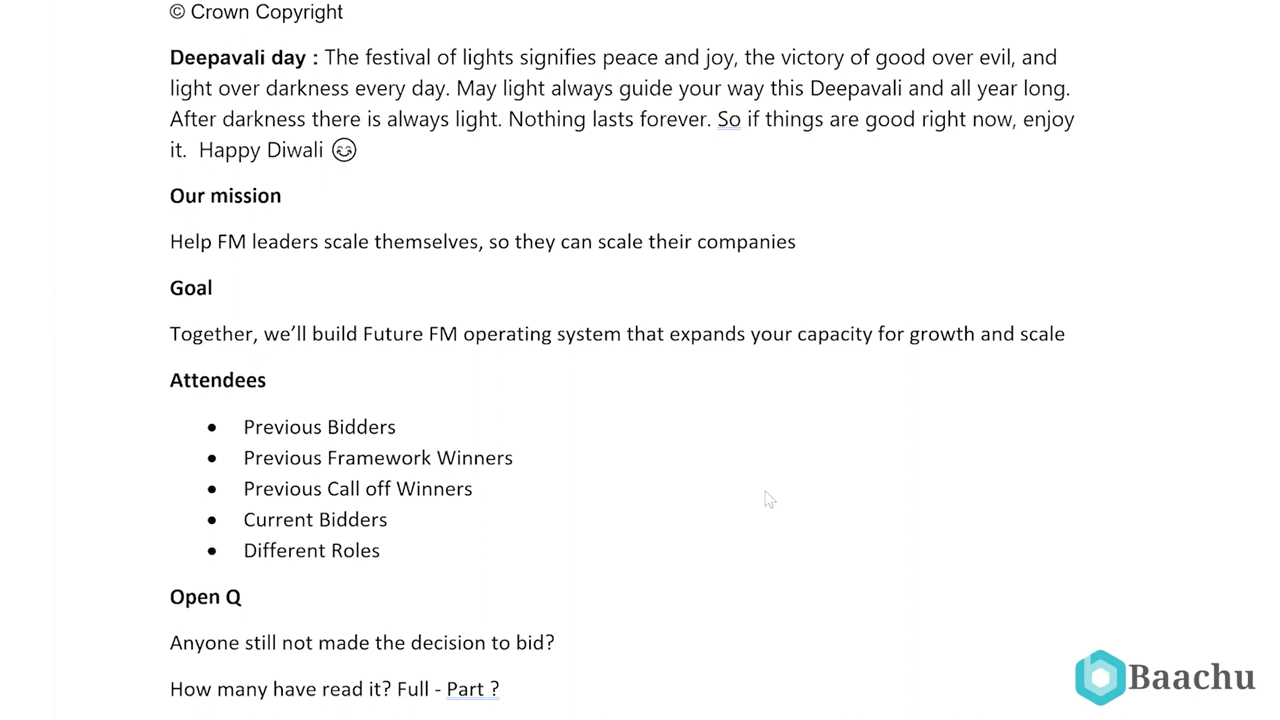 © Crown Copyright
Deepavali day : The festival of lights signifies peace and joy, the victory of good over evil, and
light over darkness every day. May light always guide your way this Deepavali and all year long.
After darkness there is always light. Nothing lasts forever. So if things are good right now, enjoy
it. Happy Diwali 😊
Our mission
Help FM leaders scale themselves, so they can scale their companies
Goal
Together, we’ll build Future FM operating system that expands your capacity for growth and scale
Attendees
• Previous Bidders
• Previous Framework Winners
• Previous Call off Winners
• Current Bidders
• Different Roles
Open Q
Anyone still not made the decision to bid?
How many have read it? Full - Part ?
Baachu